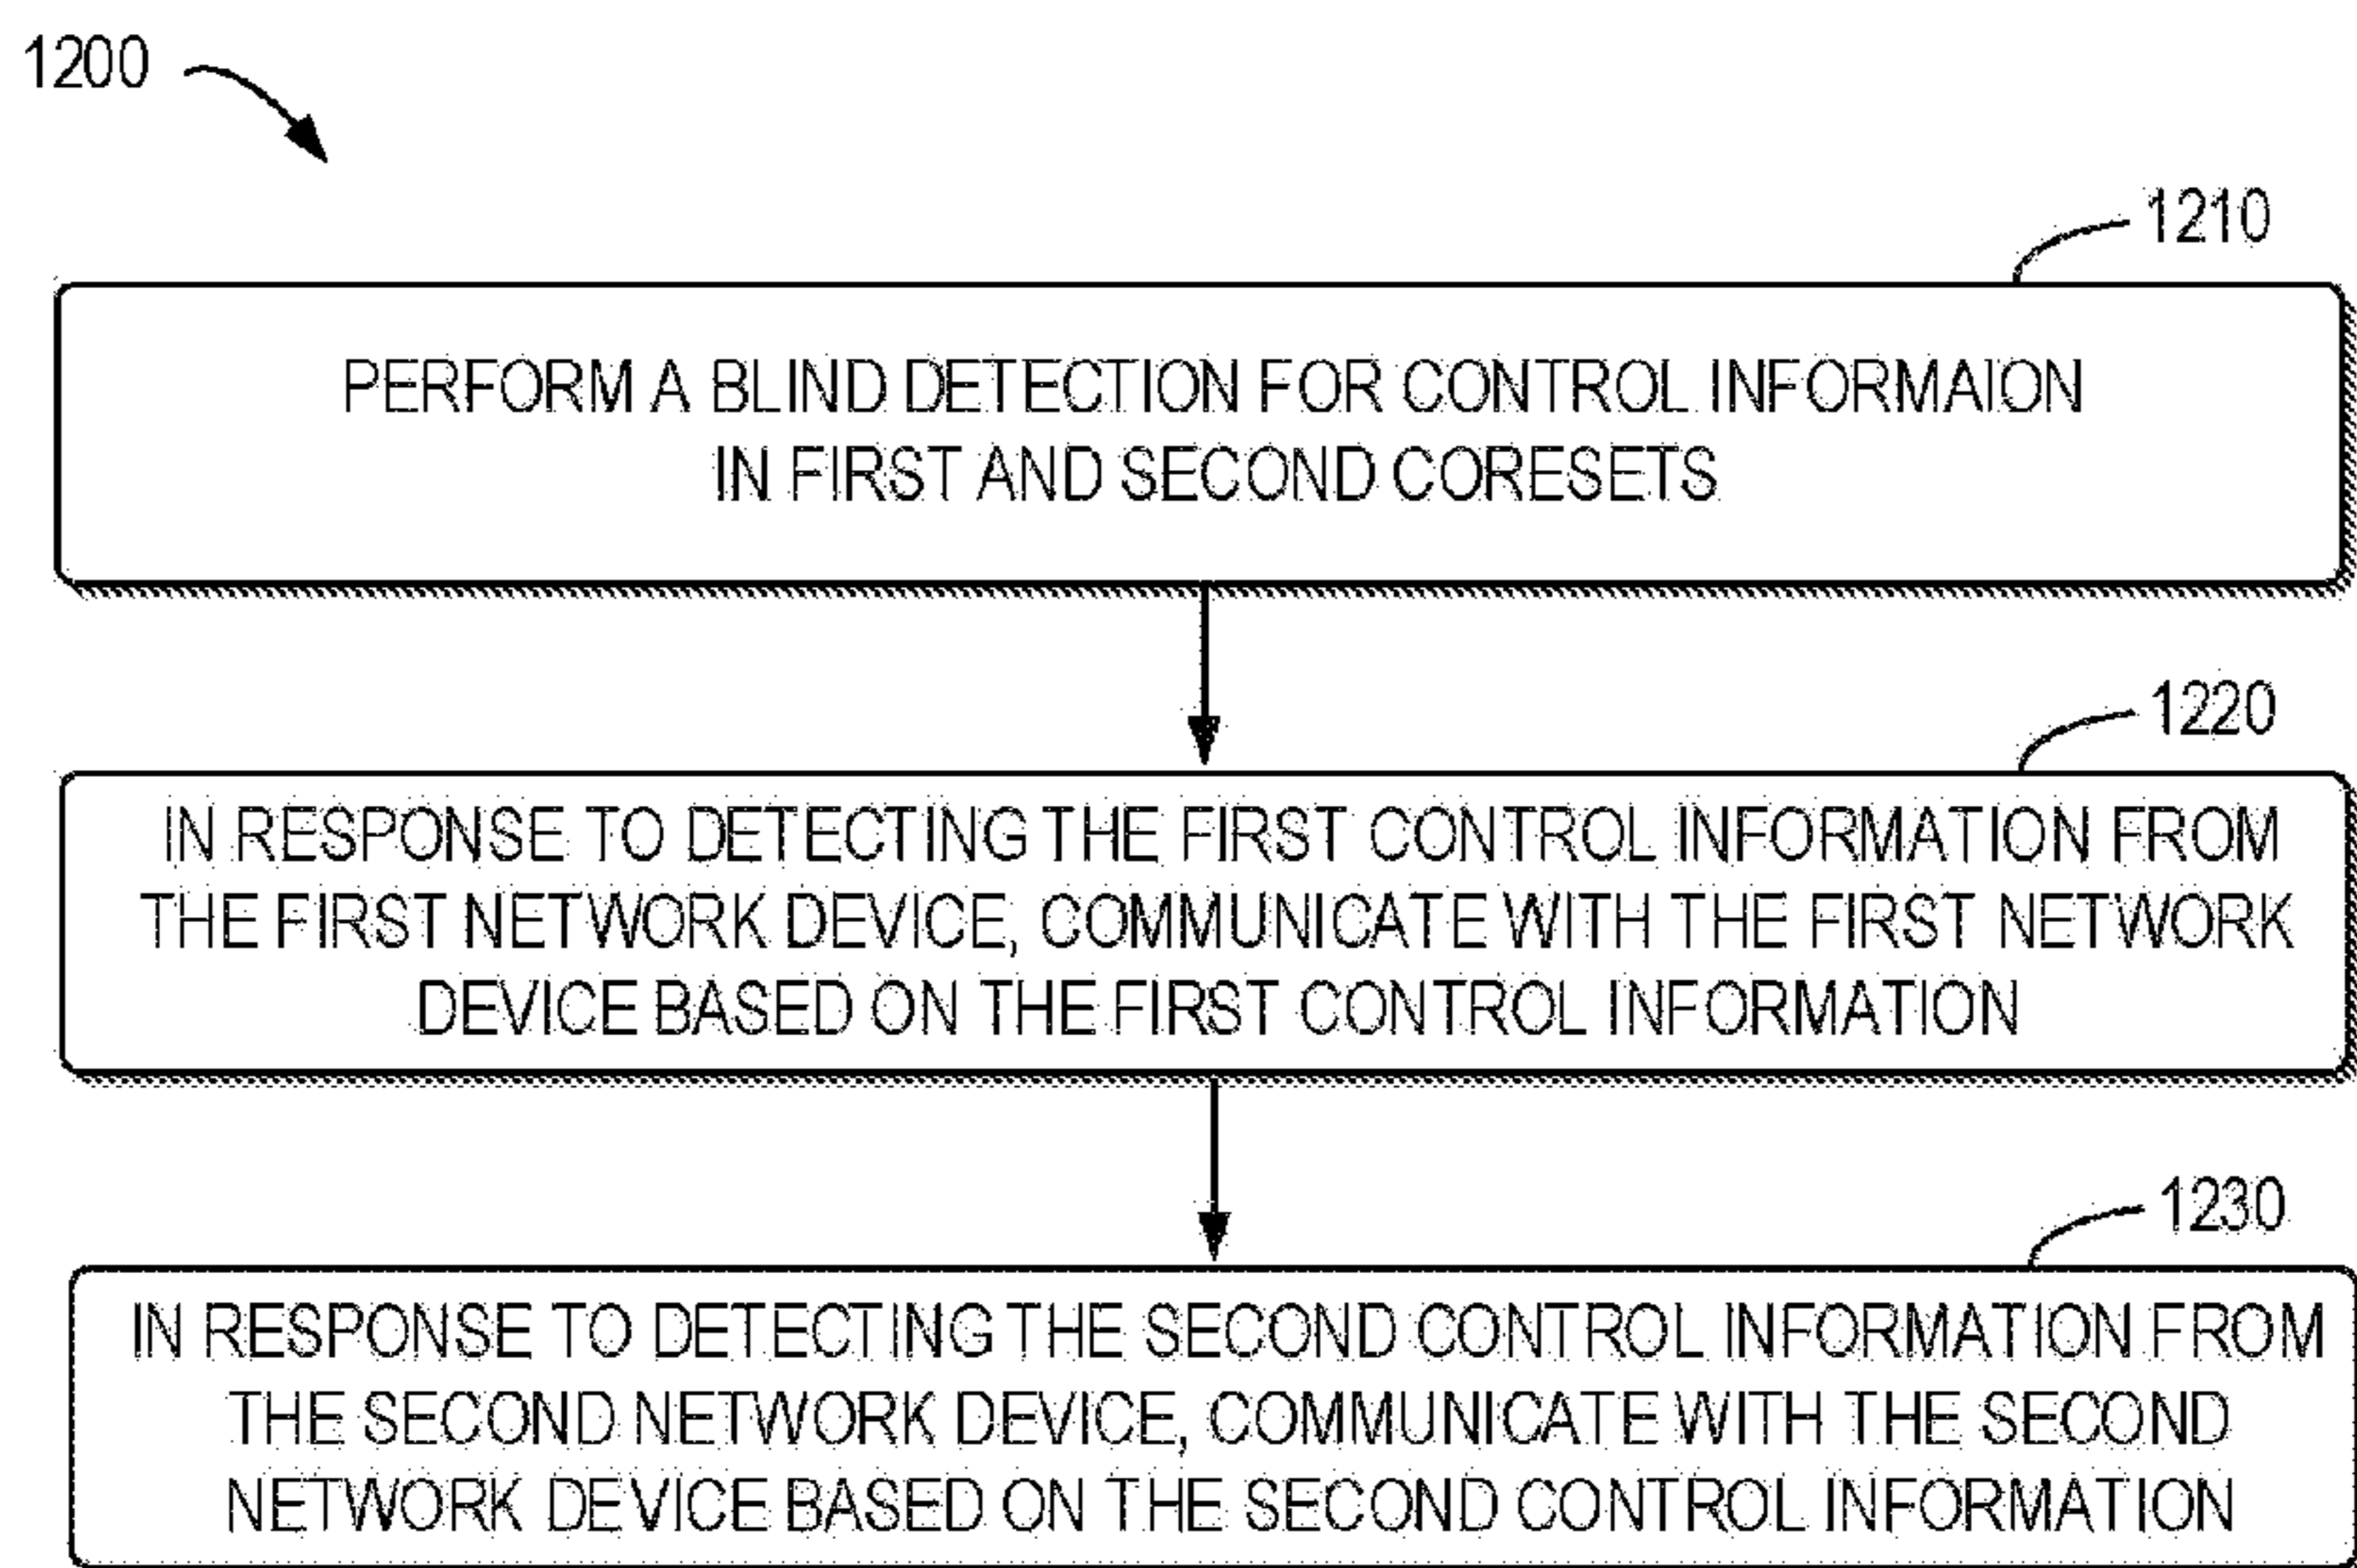 1200
1210
PERFORM A BLIND DETECTION FOR CONTROL INFORMAION
IN FIRST AND SECOND CORESETS
1220
IN RESPONSE TO DETECTING THE FIRST CONTROL INFORMATION FROM
THE FIRST NETWORK DEVICE, COMMUNICATE WITH THE FIRST NETWORK
DEVICE BASED ON THE FIRST CONTROL INFORMATION
1230
IN RESPONSE TO DETECTING THE SECOND CONTROL INFORMATION FROM
THE SECOND NETWORK DEVICE, COMMUNICATE WITH THE SECOND
NETWORK DEVICE BASED ON THE SECOND CONTROL INFORMATION